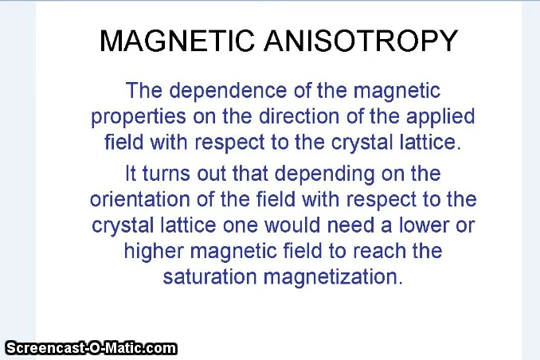 MAGNETIC ANISOTROPY
The dependence of the magnetic
properties on the direction of the applied
field with respect to the crystal lattice.
It turns out that depending on the
orientation of the field with respect to the
crystal lattice one would need a lower or
higher magnetic field to reach the
saturation magnetization.
Screencast-O-Matic.com